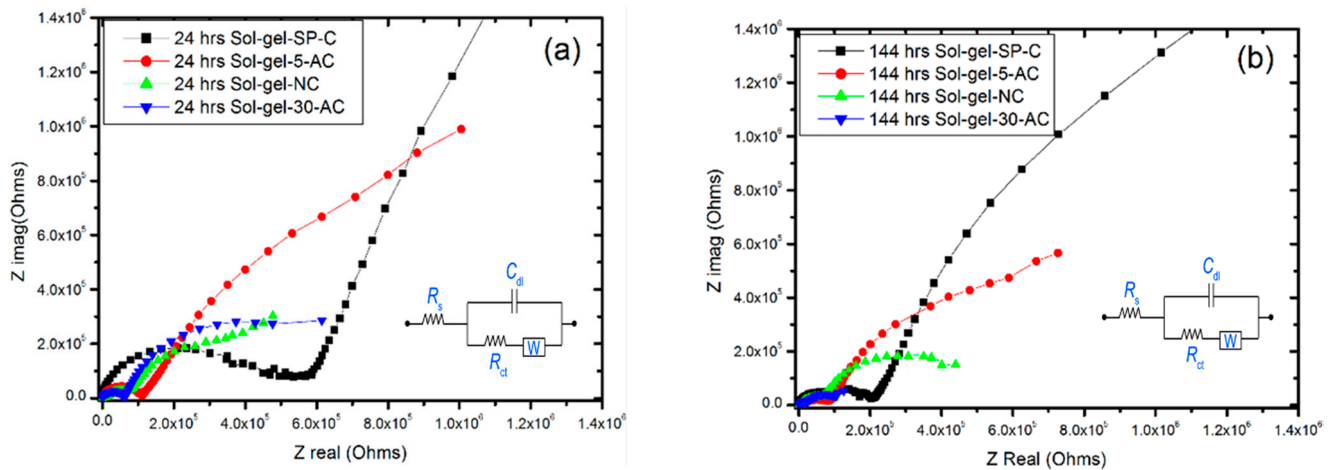 (a)
24 hrs Sol-gel-SP-C
24 hrs Sol-gel-5-AC
24 hrs Sol-gel-NC
24 hrs Sol-gel-30-AC
1.4x10⁶
1.2x10⁶
1.0x10⁶
8.0x10⁵
6.0x10⁵
4.0x10⁵
2.0x10⁵
0.0
Z imag(Ohms)
Rs
Cdl
Rct
W
0.0
2.0x10⁵
4.0x10⁵
6.0x10⁵
8.0x10⁵
1.0x10⁶
1.2x10⁶
1.4x10⁶
Z real (Ohms)
(b)
144 hrs Sol-gel-SP-C
144 hrs Sol-gel-5-AC
144 hrs Sol-gel-NC
144 hrs Sol-gel-30-AC
1.4x10⁶
1.2x10⁶
1.0x10⁶
8.0x10⁵
6.0x10⁵
4.0x10⁵
2.0x10⁵
0.0
Z imag (Ohms)
Rs
Cdl
Rct
W
0.0
2.0x10⁵
4.0x10⁵
6.0x10⁵
8.0x10⁵
1.0x10⁶
1.2x10⁶
1.4x10⁶
Z Real (Ohms)